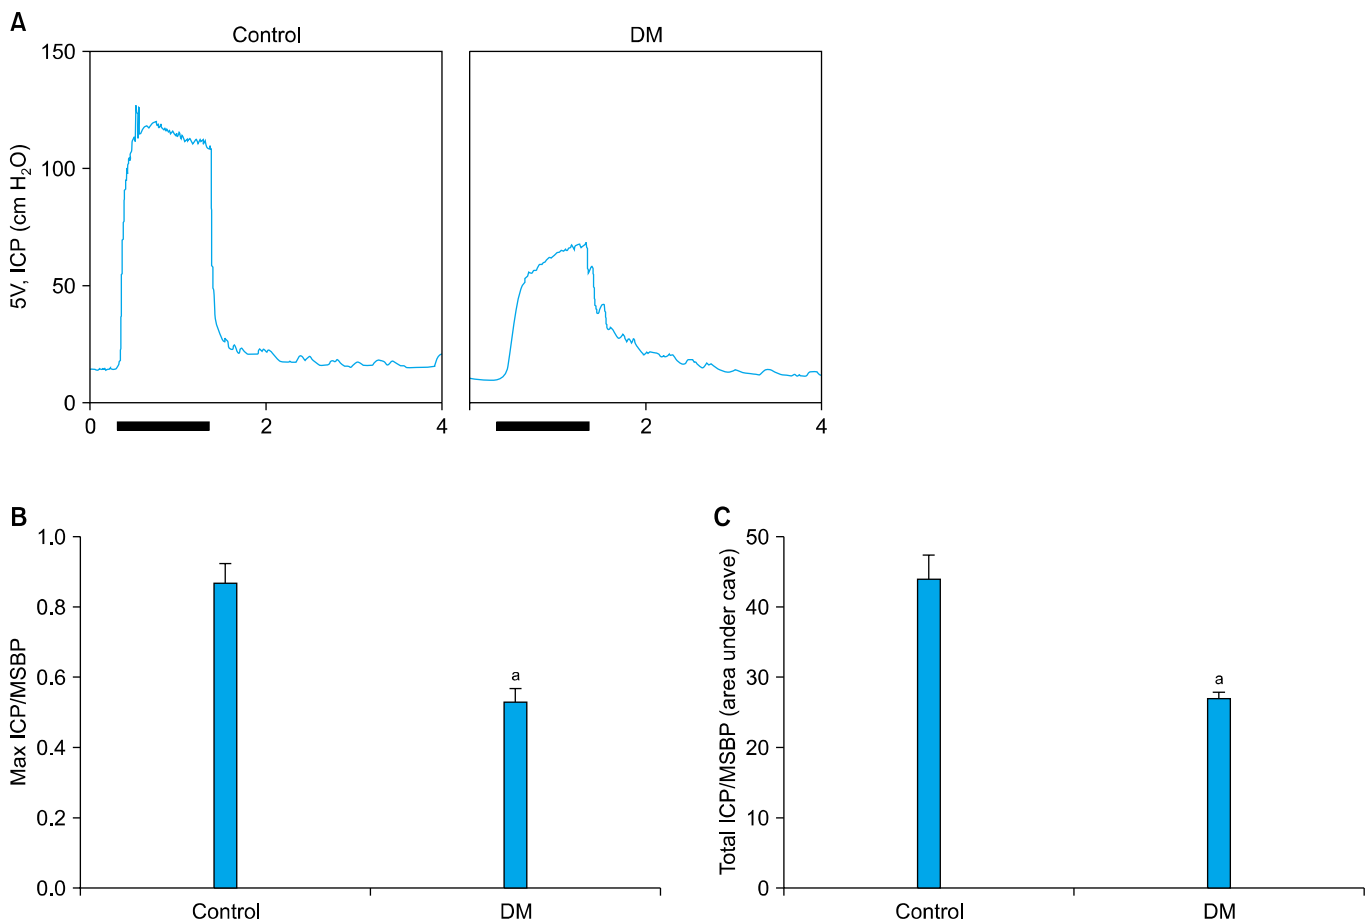 A
Control
DM
5V, ICP (cm H₂O)
150
100
50
0
0
2
4
2
4
B
Max ICP/MSBP
1.0
0.8
0.6
0.4
0.2
0.0
a
Control
DM
C
Total ICP/MSBP (area under cave)
50
40
30
20
10
0
a
Control
DM